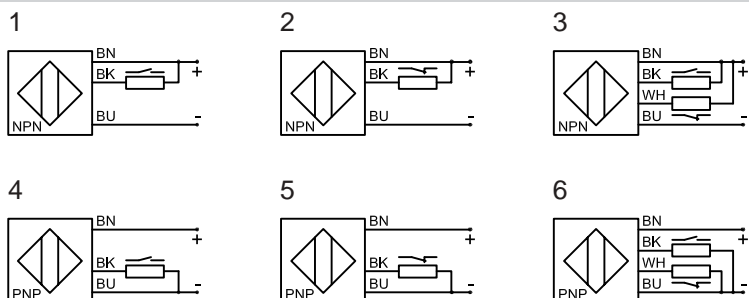 1
BN
+
BK
NPN
BU
-
2
BN
+
BK
NPN
BU
-
3
BN
+
BK
WH
BU
NPN
-
4
BN
+
BK
BU
PNP
-
5
BN
+
BK
BU
PNP
-
6
BN
+
BK
WH
BU
PNP
-